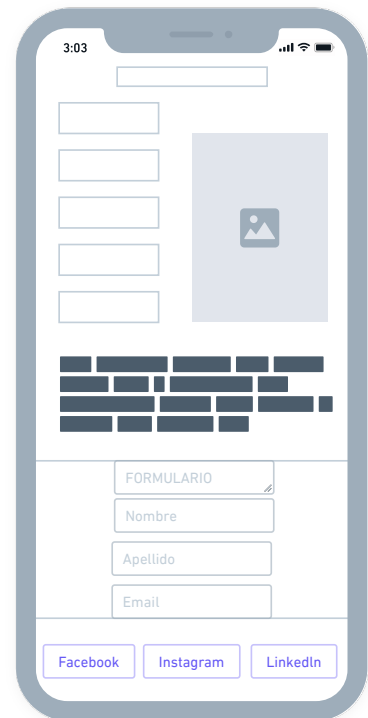 3:03
FORMULARIO
Nombre
Apellido
Email
Facebook Instagram LinkedIn